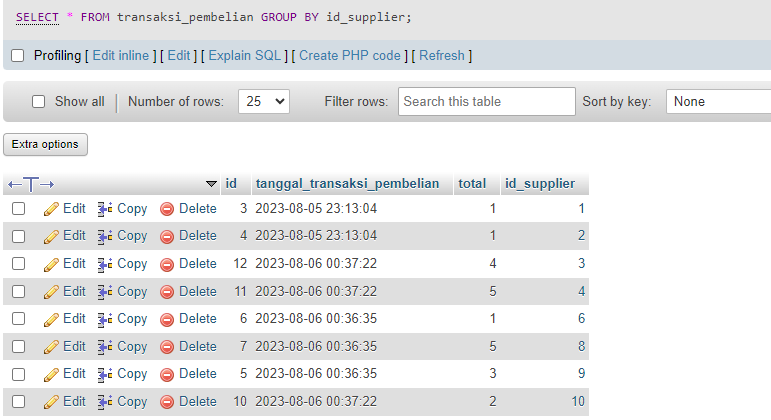 SELECT * FROM transaksi_pembelian GROUP BY id_supplier;
Profiling [ Edit inline ] [ Edit ] [ Explain SQL ] [ Create PHP code ] [ Refresh ]
Show all Number of rows: 25 Filter rows: Search this table Sort by key: None
Extra options
←T→ id tanggal_transaksi_pembelian total id_supplier
Edit Copy Delete 3 2023-08-05 23:13:04 1 1
Edit Copy Delete 4 2023-08-05 23:13:04 1 2
Edit Copy Delete 12 2023-08-06 00:37:22 4 3
Edit Copy Delete 11 2023-08-06 00:37:22 5 4
Edit Copy Delete 6 2023-08-06 00:36:35 1 6
Edit Copy Delete 7 2023-08-06 00:36:35 5 8
Edit Copy Delete 5 2023-08-06 00:36:35 3 9
Edit Copy Delete 10 2023-08-06 00:37:22 2 10